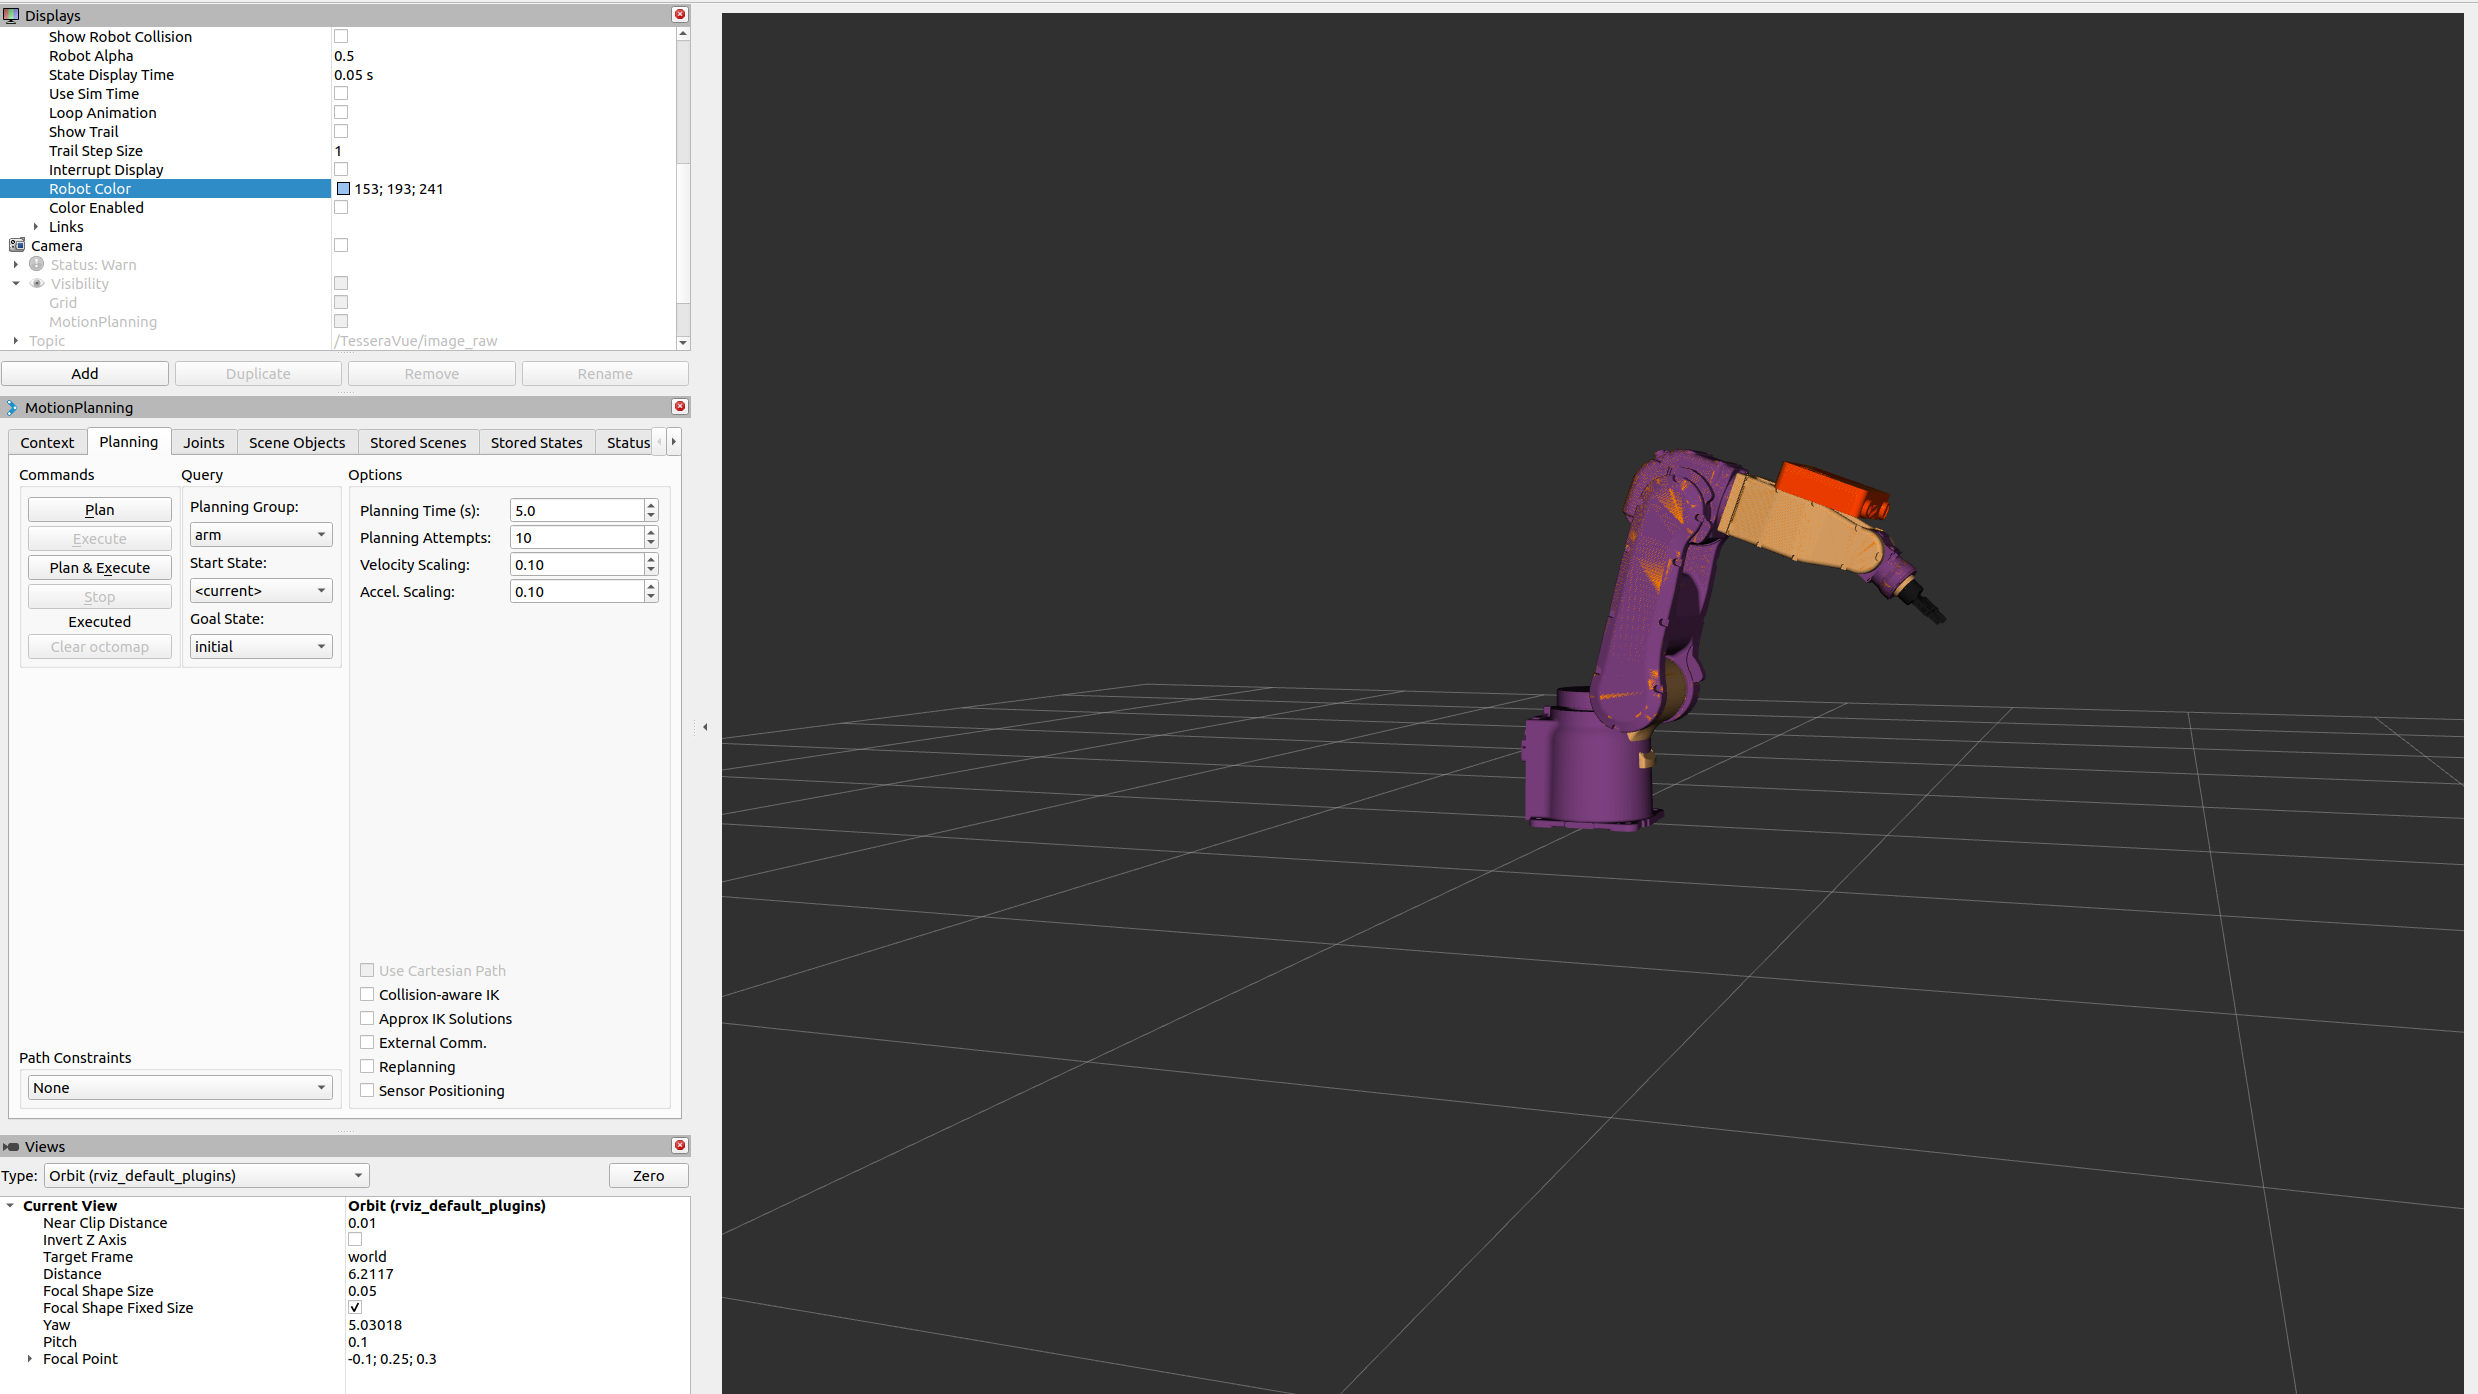 Displays
Show Robot Collision
Robot Alpha 0.5
State Display Time 0.05 s
Use Sim Time
Loop Animation
Show Trail
Trail Step Size 1
Interrupt Display
Robot Color 153; 193; 241
Color Enabled
Links
Camera
Status: Warn
Visibility
Grid
MotionPlanning
Topic /TesseraVue/image_raw
Add Duplicate Remove Rename
MotionPlanning
Context Planning Joints Scene Objects Stored Scenes Stored States Status
Commands Query Options
Plan
Execute
Plan & Execute
Stop
Executed
Clear octomap
Planning Group:
arm
Start State:
<current>
Goal State:
initial
Planning Time (s): 5.0
Planning Attempts: 10
Velocity Scaling: 0.10
Accel. Scaling: 0.10
Use Cartesian Path
Collision-aware IK
Approx IK Solutions
External Comm.
Replanning
Sensor Positioning
Path Constraints
None
Views
Type: Orbit (rviz_default_plugins) Zero
Current View Orbit (rviz_default_plugins)
Near Clip Distance 0.01
Invert Z Axis
Target Frame world
Distance 6.2117
Focal Shape Size 0.05
Focal Shape Fixed Size
Yaw 5.03018
Pitch 0.1
Focal Point -0.1; 0.25; 0.3